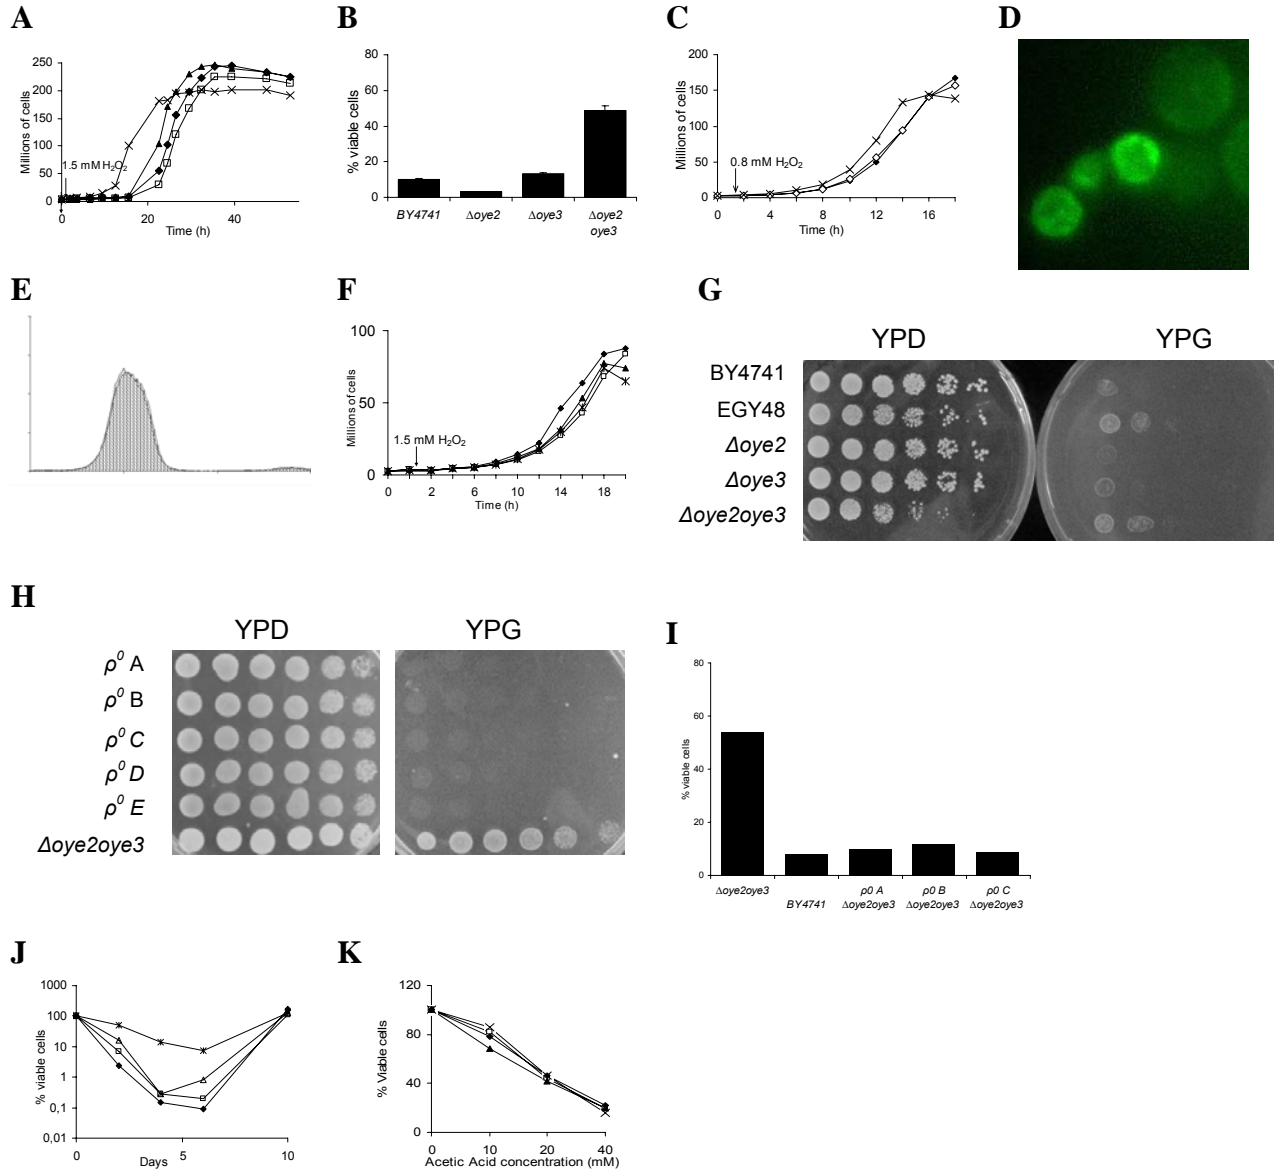 A
250
200
150
100
50
0
Millions of cells
1.5 mM H₂O₂
0 20 40
Time (h)
B
80
60
40
20
0
% viable cells
BY4741 Δoye2 Δoye3 Δoye2 oye3
C
200
150
100
50
0
Millions of cells
0.8 mM H₂O₂
0 4 8 12 16
Time (h)
D
E
F
100
50
0
Millions of cells
1.5 mM H₂O₂
0 2 6 10 14 18
Time (h)
G
YPD YPG
BY4741
EGY48
Δoye2
Δoye3
Δoye2oye3
H
YPD YPG
ρ⁰ A
ρ⁰ B
ρ⁰ C
ρ⁰ D
ρ⁰ E
Δoye2oye3
I
80
60
40
20
0
% viable cells
Δoye2oye3 BY4741 ρ0 A Δoye2oye3 ρ0 B Δoye2oye3 ρ0 C Δoye2oye3
J
1000
100
10
1
0,1
0,01
% viable cells
0 5 10
Days
K
120
80
40
0
% Viable cells
0 10 20 40
Acetic Acid concentration (mM)